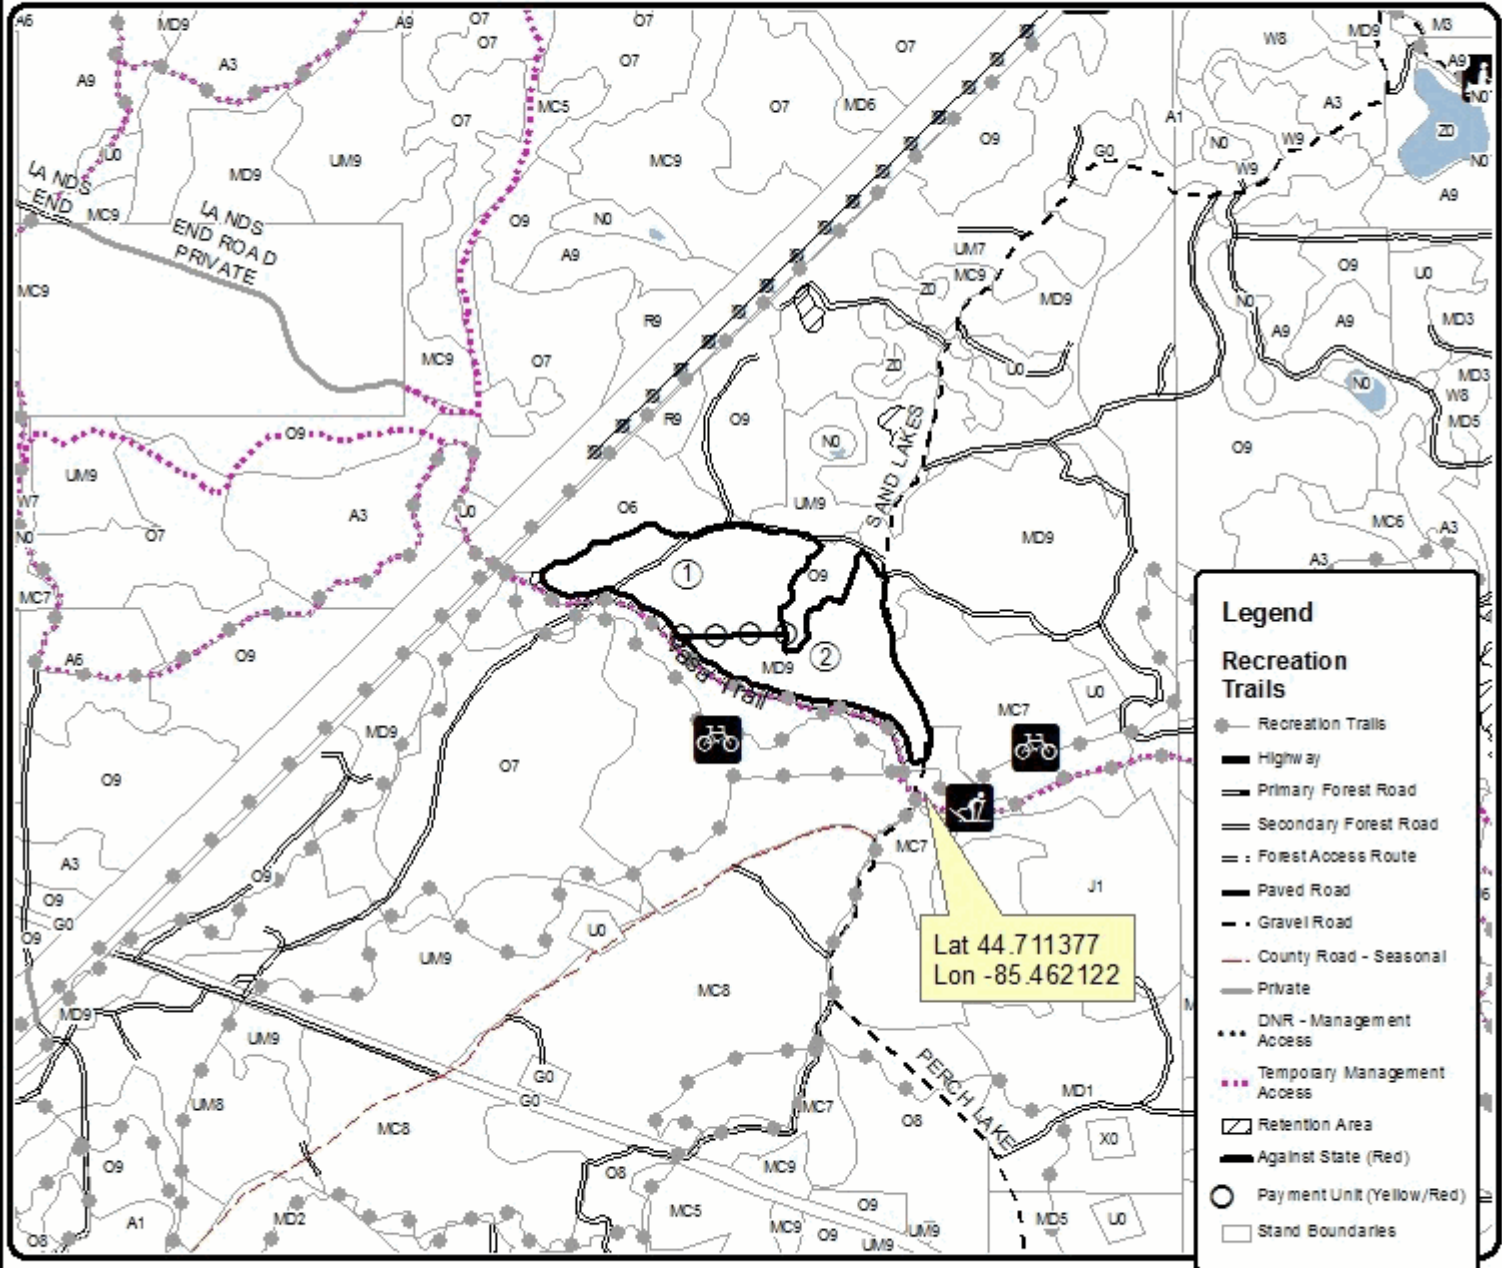 A6
MD9
A9
O7
O7
M3
MD9
W8
O7
O7
A3
A9
A9
O7
MC5
O7
MD6
A3
N0
A1
O7
O9
N0
W9
Z0
U0
UM9
MC9
G0
N0
MD9
W9
A9
LANDS
END
MC9
LANDS
END ROAD
PRIVATE
O9
N0
A9
UM7
MC9
O9
U0
MC9
Z0
MD9
N0
R9
A9
A9
MD3
MC9
O7
Z0
U0
N0
MD3
W8
R9
O9
MD5
O9
N0
SAND LAKES
O9
UM9
W7
A3
O6
UM9
U0
MC6
A3
O7
N0
MD9
A3
1
O9
MC7
A6
O9
2
MD9
Trail
U0
MC7
MD9
O7
O9
MC7
A3
O9
J1
O9
G0
O9
U0
Lat 44.711377
Lon -85.462122
UM9
MC8
MD9
UM9
PERCH LAKE
G0
G0
MD1
UM8
MC7
O8
MC8
X0
O9
O8
MC9
A1
MD2
MC5
MC9
O9
O9
UM9
UM9
MD5
U0
O8
Legend
Recreation
Trails
Recreation Trails
Highway
Primary Forest Road
Secondary Forest Road
Forest Access Route
Paved Road
Gravel Road
County Road - Seasonal
Private
DNR - Management
Access
Temporary Management
Access
Retention Area
Against State (Red)
Payment Unit (Yellow/Red)
Stand Boundaries